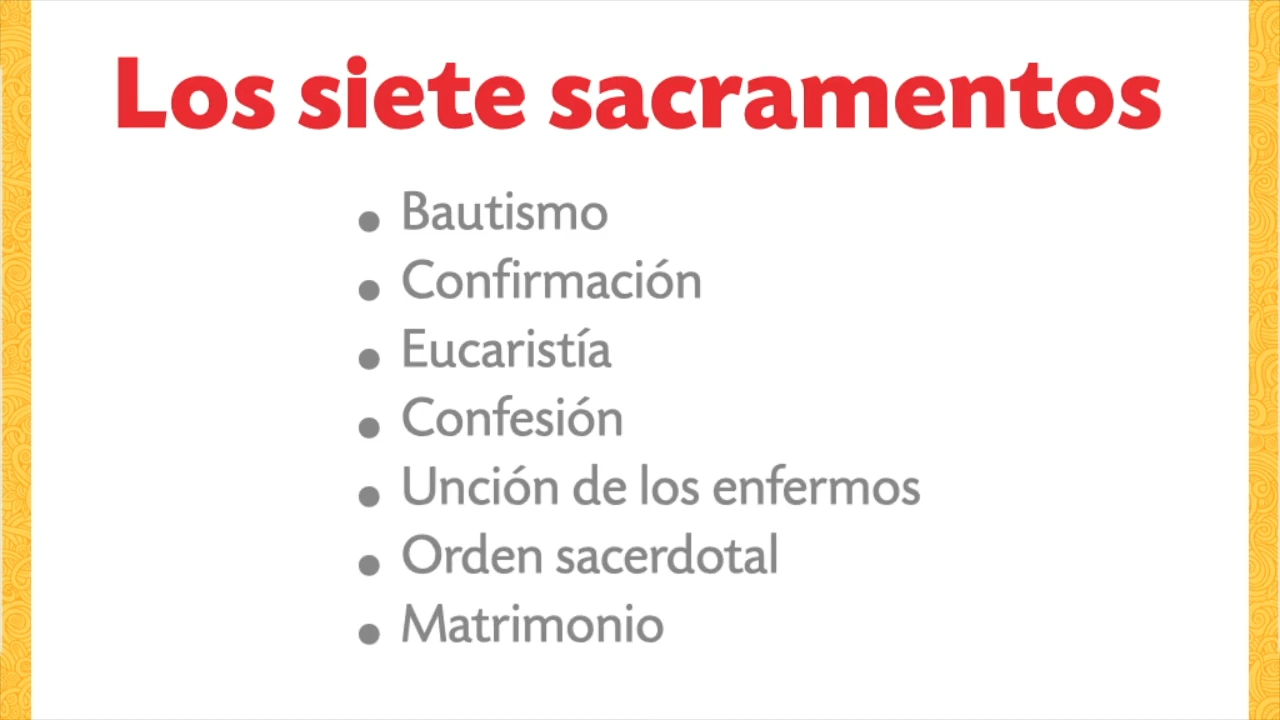 Los siete sacramentos
• Bautismo
• Confirmación
• Eucaristía
• Confesión
• Unción de los enfermos
• Orden sacerdotal
• Matrimonio